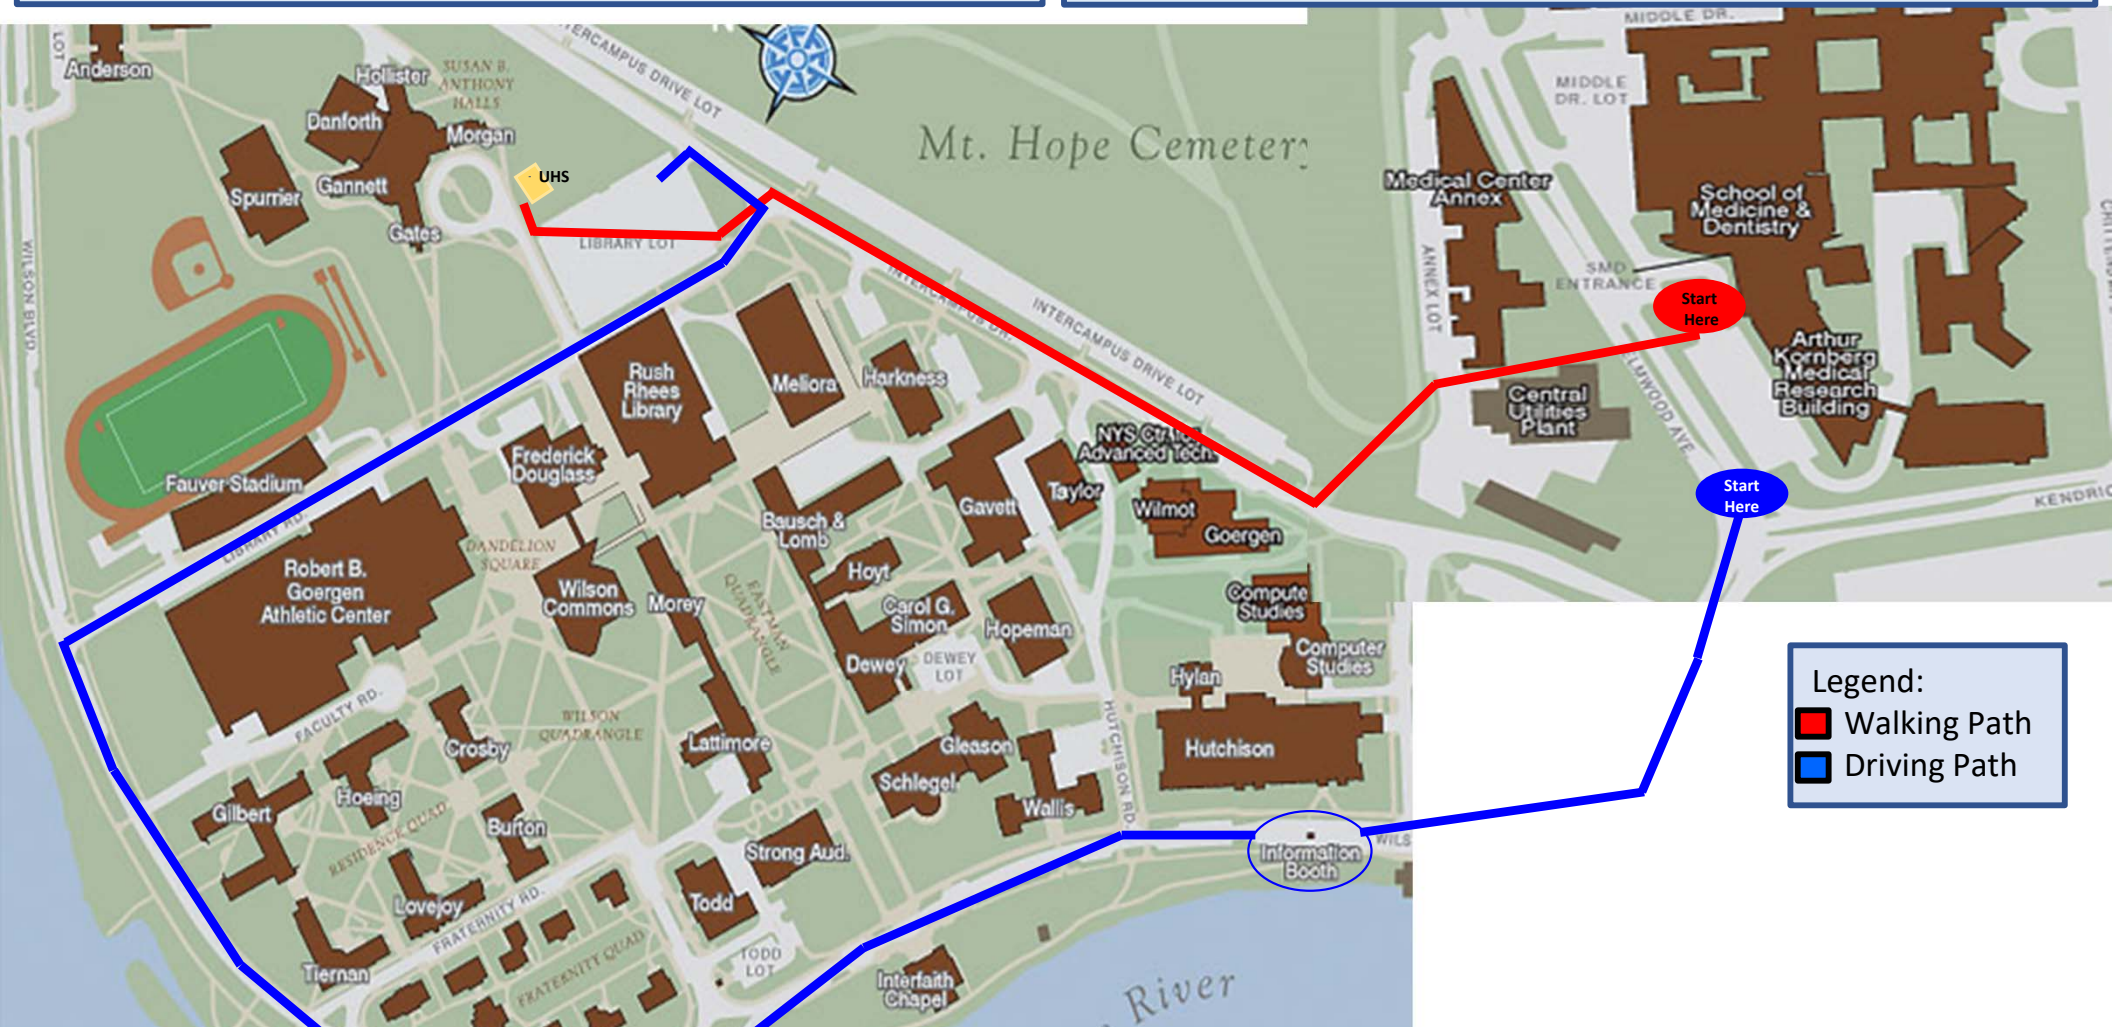 MIDDLE DR.
LOT
Anderson
Hollister
SUSAN B.
ANTHONY
HALLS
INTERCAMPUS DRIVE LOT
Danforth
Morgan
MIDDLE
DR. LOT
Mt. Hope Cemetery
Gannett
Spurrier
UHS
Medical Center
Annex
School of
Medicine &
Dentistry
Gates
LIBRARY LOT
WILSON BLVD.
ANNEX LOT
SMD
ENTRANCE
Start
Here
INTERCAMPUS DR.
INTERCAMPUS DRIVE LOT
Rush
Rhees
Library
Meliora
Harkness
Arthur
Kornberg
Medical
Research
Building
Central
Utilities
Plant
ELMWOOD AVE.
Frederick
Douglass
Fauver Stadium
NYS Ctr. for
Advanced Tech.
Taylor
Gavett
Wilmot
Goergen
Start
Here
KENDRIC
Bausch &
Lomb
LIBRARY RD.
DANDELION
SQUARE
Robert B.
Goergen
Athletic Center
Wilson
Commons
Morey
EASTMAN
QUADRANGLE
Hoyt
Carol G.
Simon
Hopeman
Compute
Studies
Computer
Studies
Dewey
DEWEY
LOT
Hylan
Legend:
Walking Path
Driving Path
FACULTY RD.
WILSON
QUADRANGLE
Crosby
Lattimore
Gleason
HUTCHISON RD.
Hutchison
Schlegel
Wallis
Gilbert
Hoeing
RESIDENCE QUAD
Burton
Strong Aud.
Information
Booth
WILS
Lovejoy
Todd
FRATERNITY RD.
TODD
LOT
Tiernan
FRATERNITY QUAD
Interfaith
Chapel
River